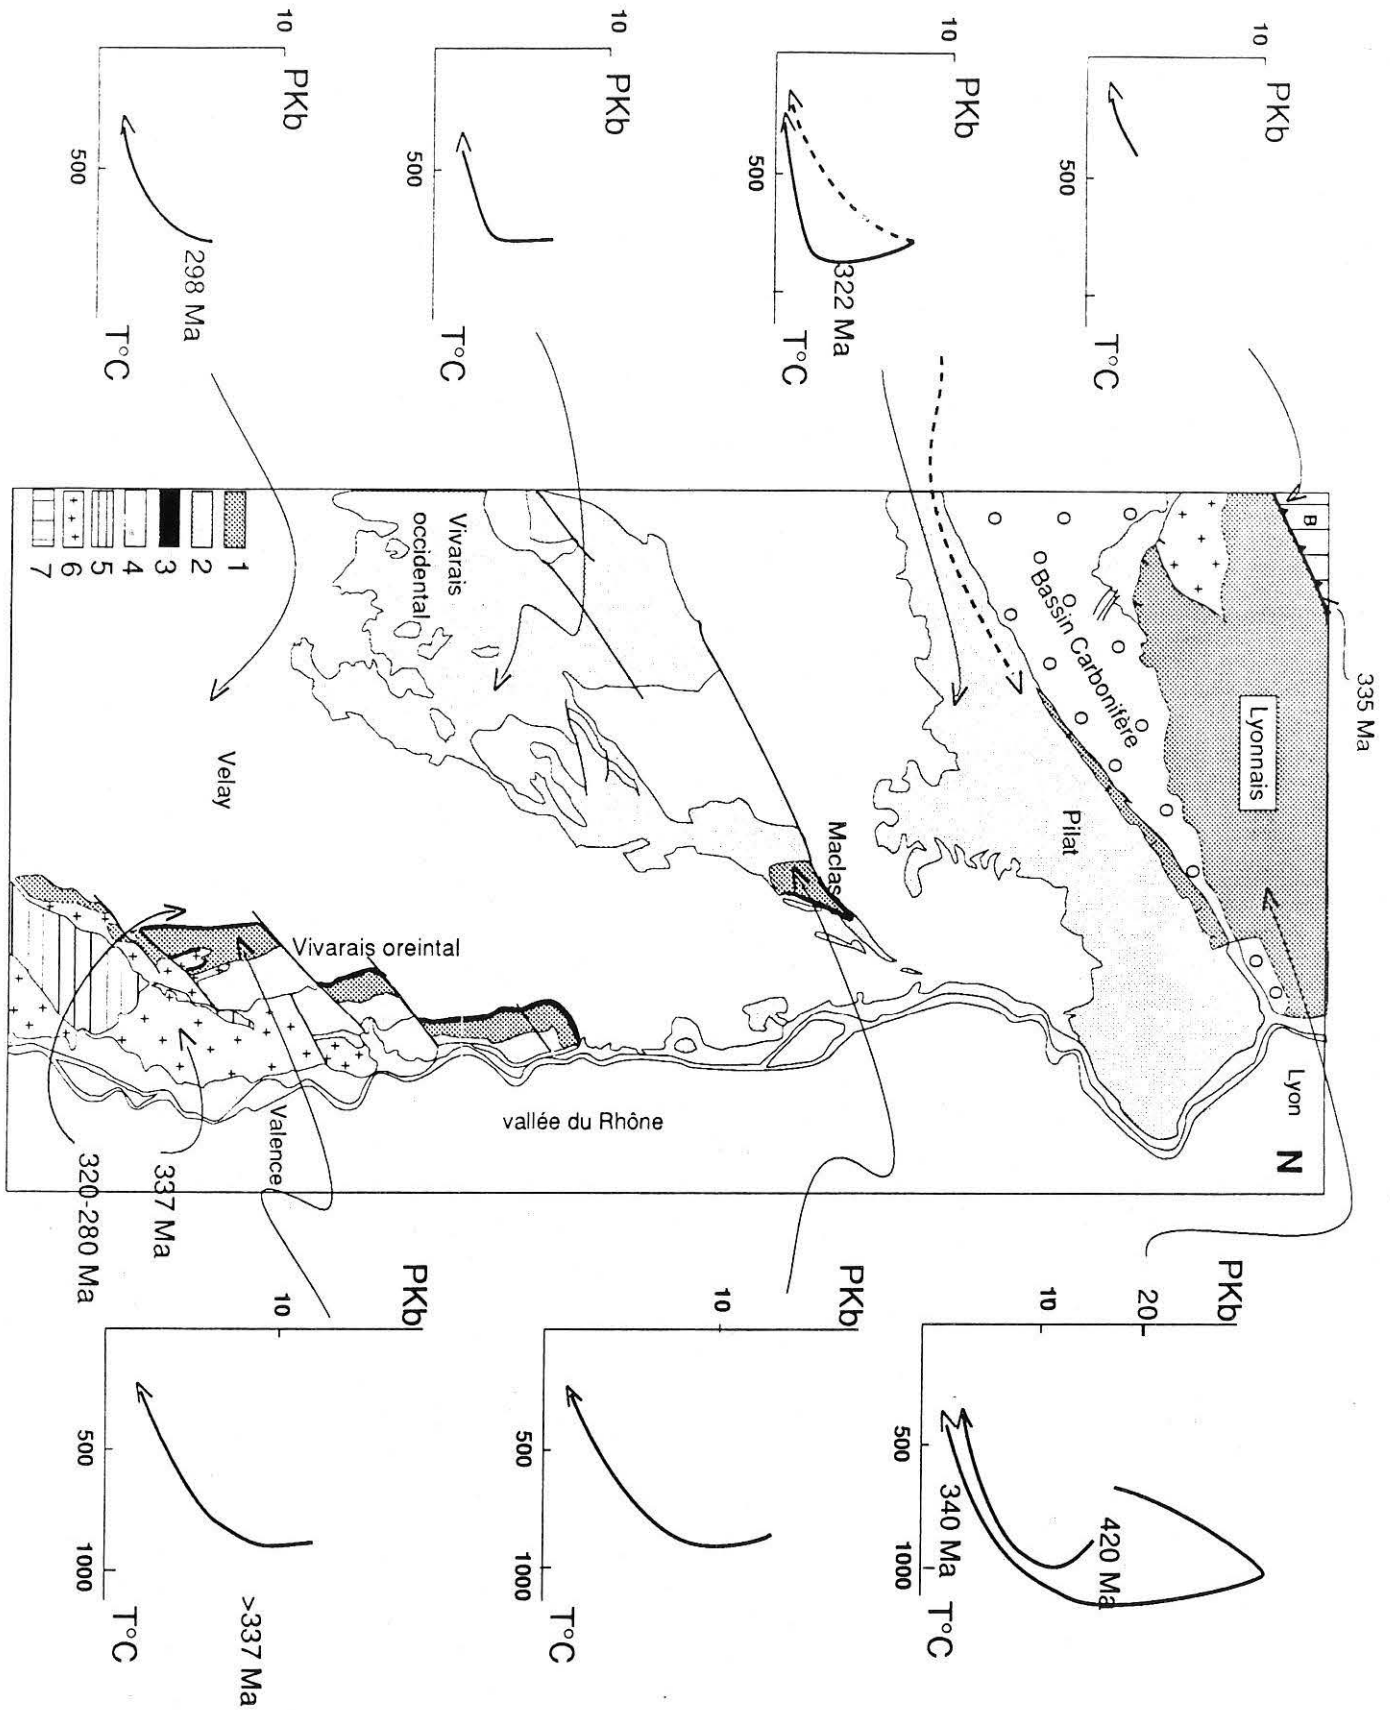 10
PKb
500
T°C
10
PKb
500
322 Ma
T°C
10
PKb
500
T°C
10
PKb
500
298 Ma
T°C
335 Ma
B
Lyonnais
Bassin Carbonifère
Pilat
Maclas
Vivarais
occidental
Velay
Vivarais oreintal
vallée du Rhône
Lyon
N
Valence
337 Ma
320-280 Ma
1
2
3
4
5
6
7
PKb
20
10
500
1000
T°C
420 Ma
340 Ma
PKb
10
500
1000
T°C
PKb
10
500
1000
T°C
>337 Ma